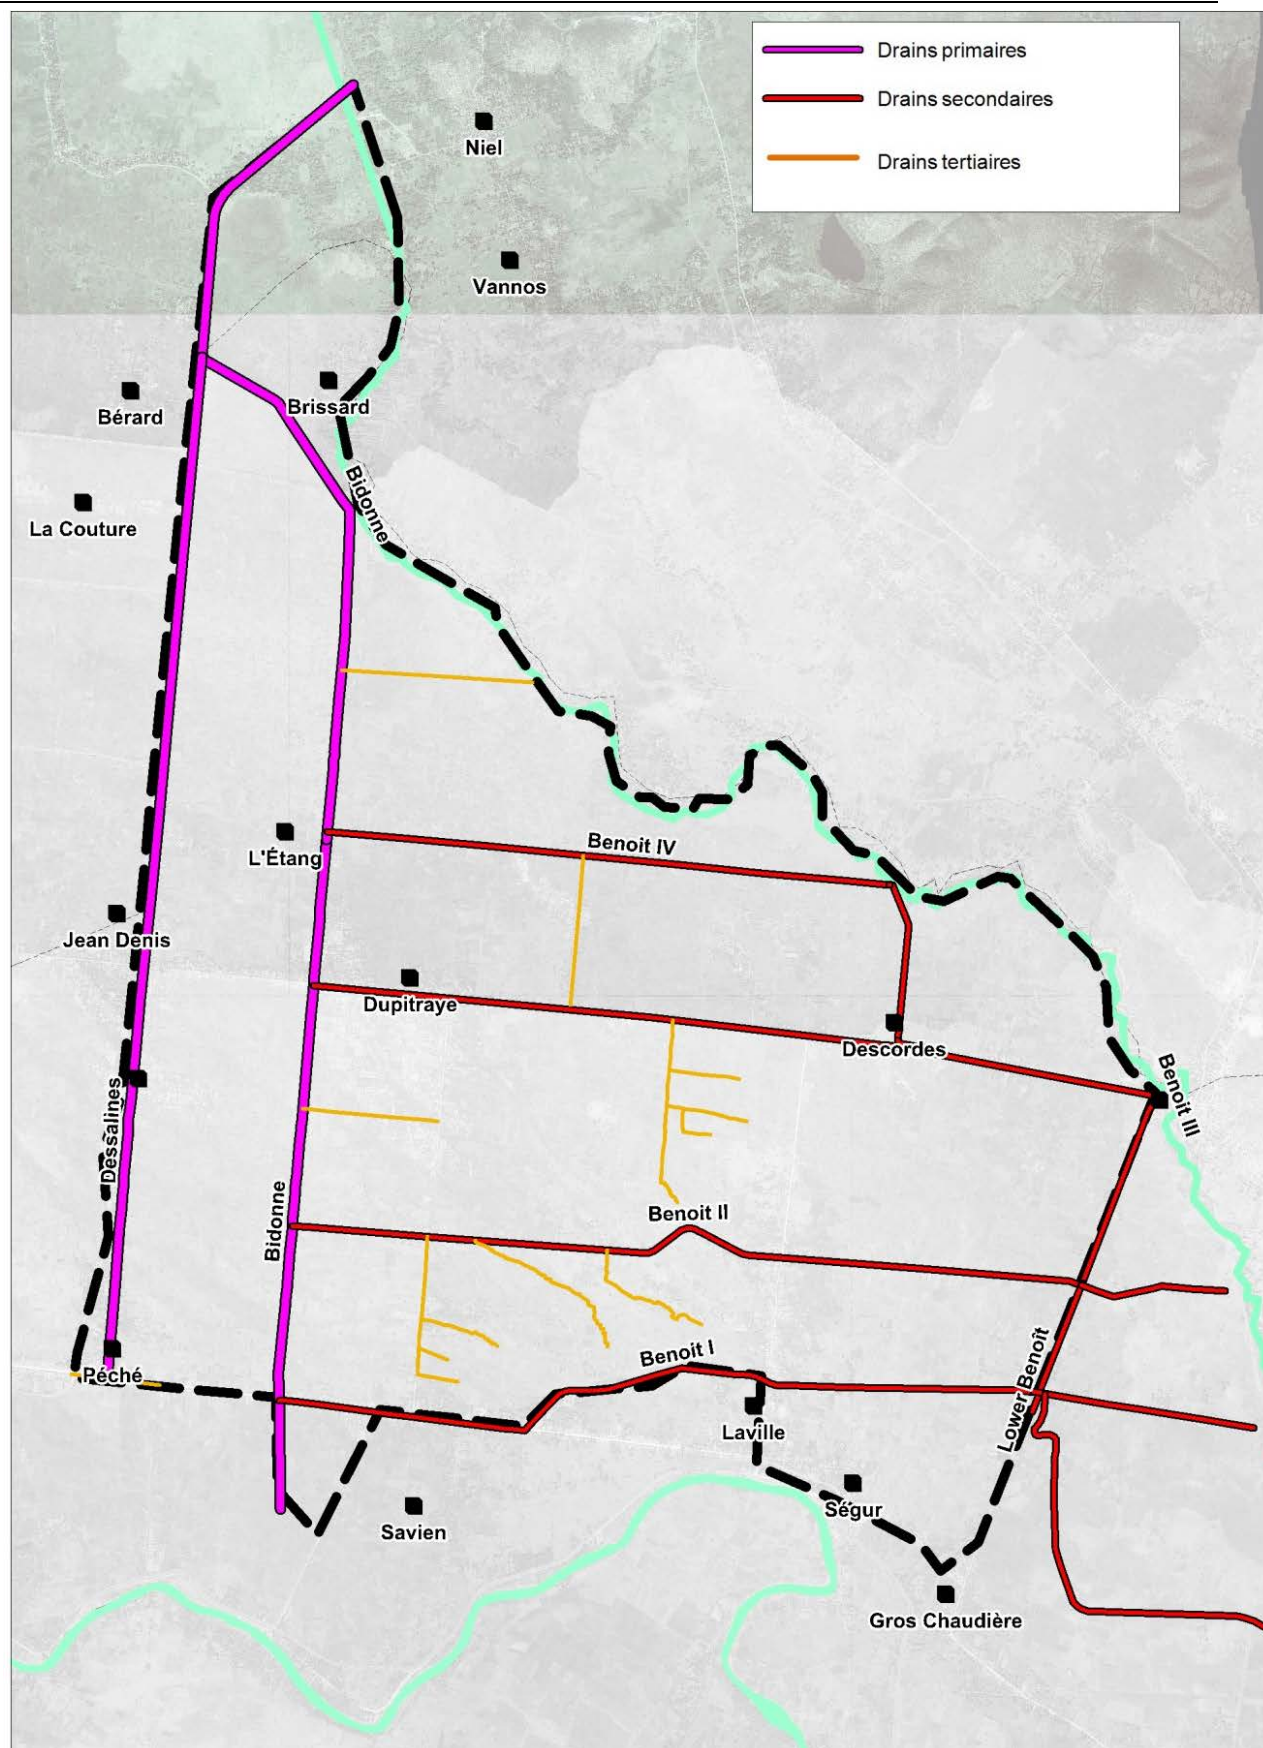 Drains primaires
Drains secondaires
Drains tertiaires
Niel
Vannos
Bérard
Brissard
La Couture
Bidonne
Benoit IV
L'Étang
Jean Denis
Dupitraye
Descordes
Benoit III
Dessalines
Bidonne
Benoit II
Benoit I
Lower Benoît
Péché
Laville
Ségur
Savien
Gros Chaudière